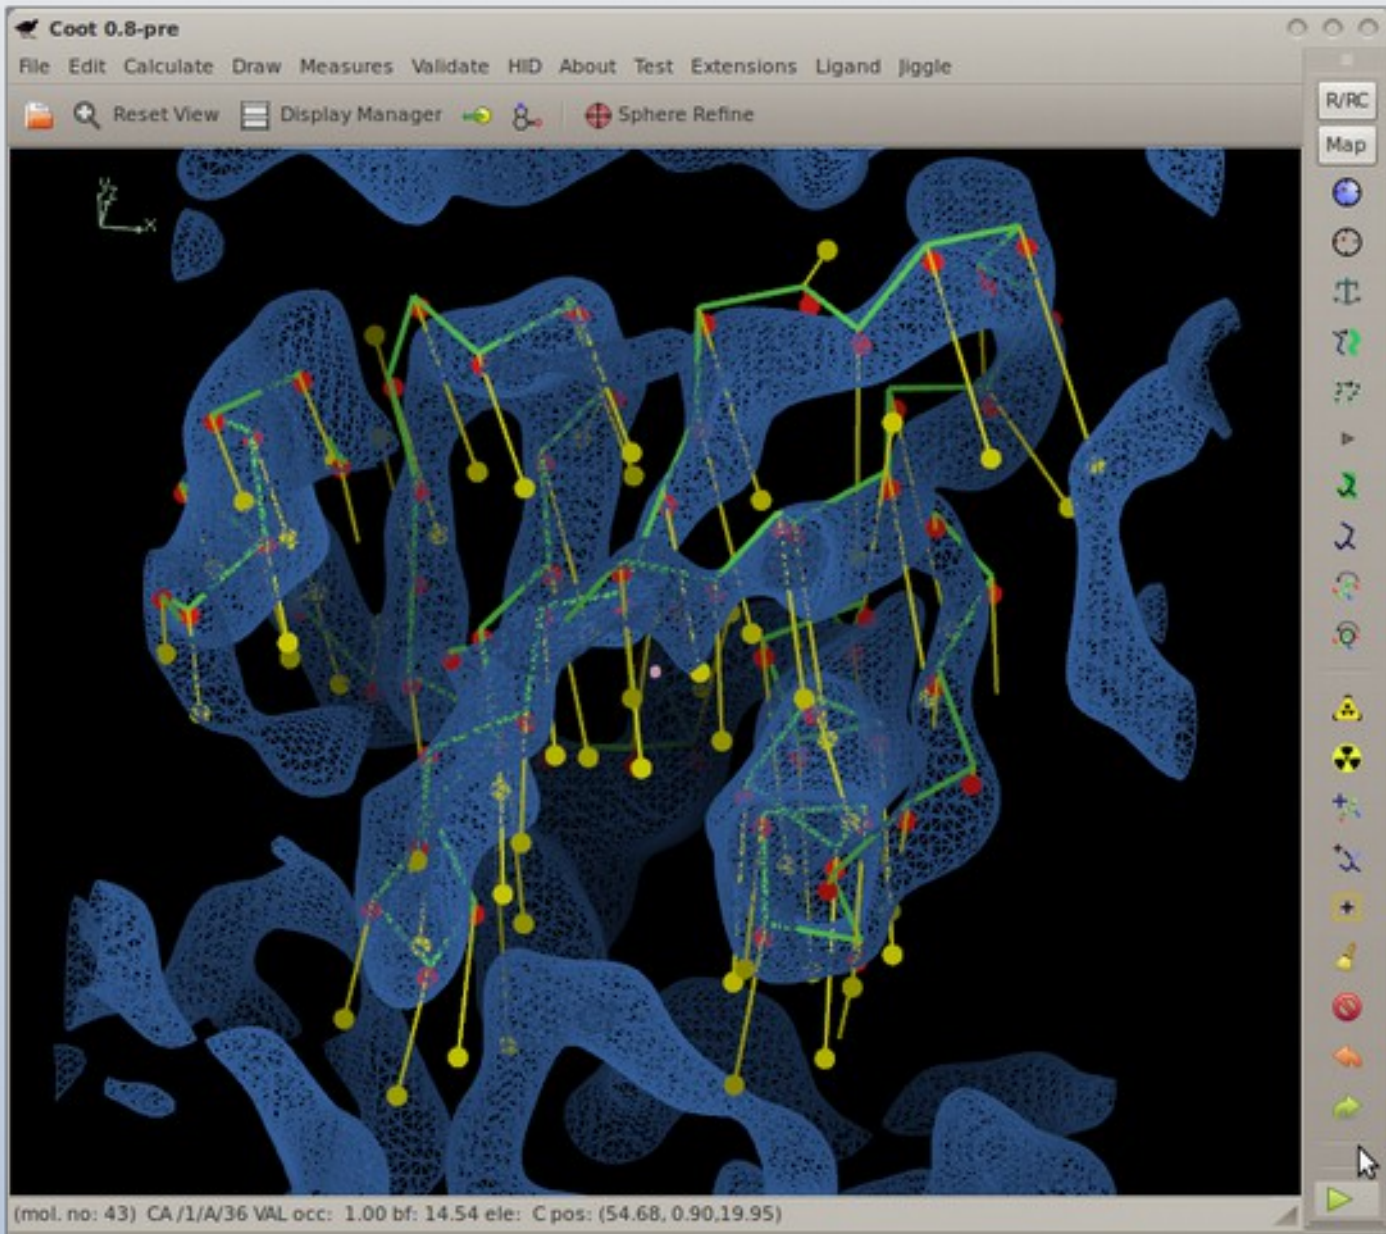 Coot 0.8-pre
File Edit Calculate Draw Measures Validate HID About Test Extensions Ligand Jiggle
Reset View Display Manager Sphere Refine
R/RC
Map
x
(mol. no: 43) CA /1/A/36 VAL occ: 1.00 bf: 14.54 ele: C pos: (54.68, 0.90,19.95)